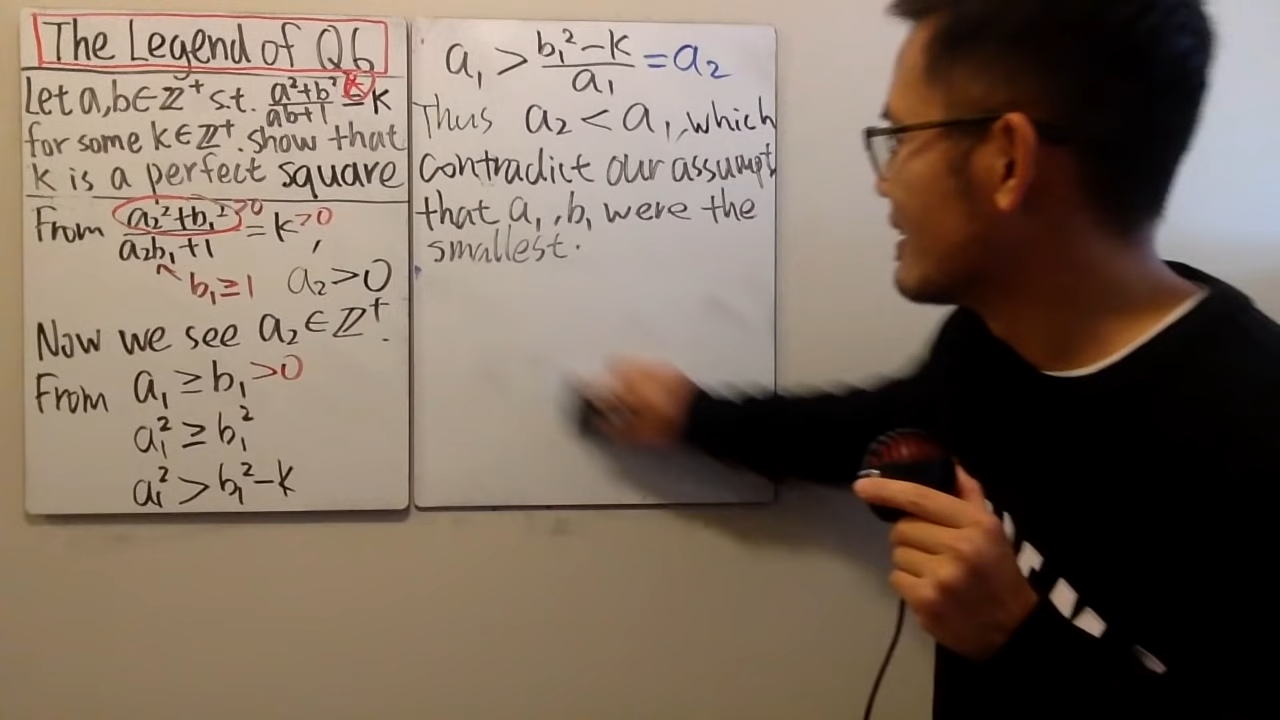 The Legend of Q6
Let a,b∈ℤ⁺ s.t. (a²+b²)/(ab+1) = k
for some k∈ℤ⁺. show that
k is a perfect square
From (a₂²+b₁²)/(a₂b₁+1) = k, >0 >0
b₁≥1 a₂>0
Now we see a₂∈ℤ⁺.
From a₁ ≥ b₁ >0
a₁² ≥ b₁²
a₁² > b₁²-k
a₁ > (b₁²-k)/a₁ = a₂
Thus a₂ < a₁, which
contradict our assumpt
that a₁, b₁ were the
smallest.